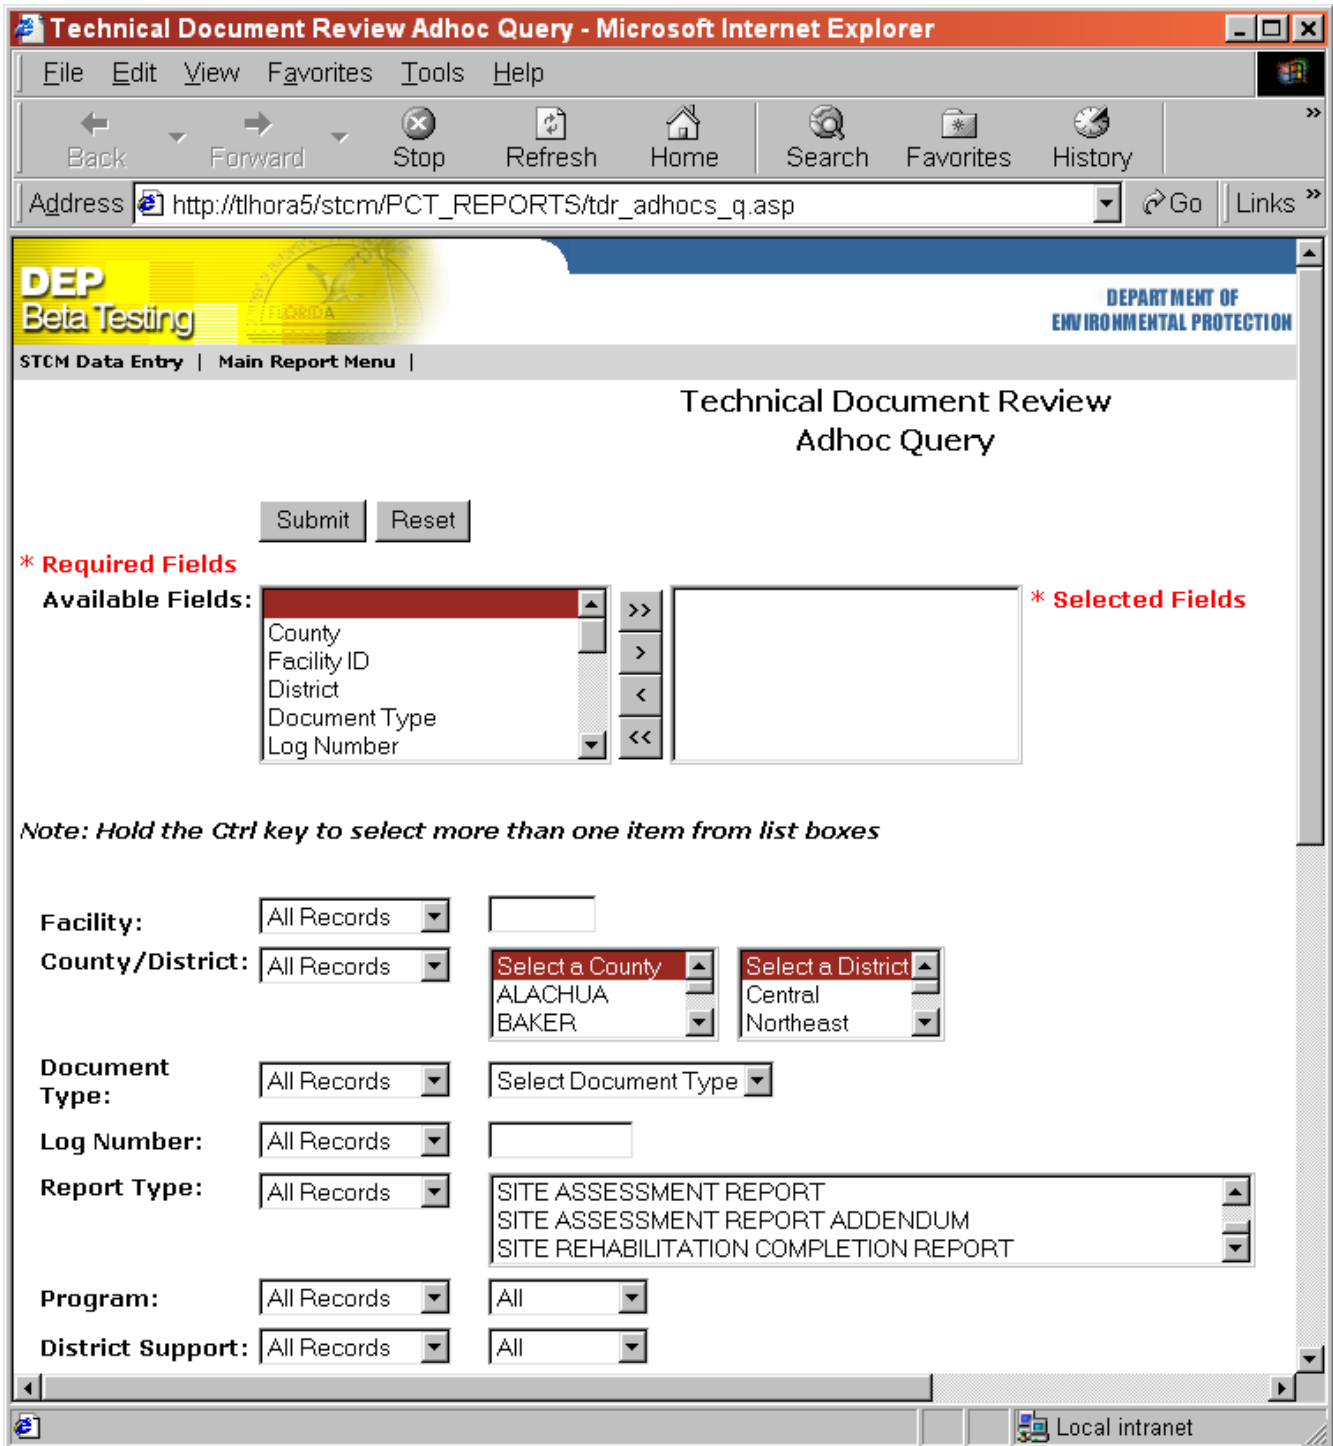 Technical Document Review Adhoc Query - Microsoft Internet Explorer
File Edit View Favorites Tools Help
Back Forward Stop Refresh Home Search Favorites History »
Address http://tlhora5/stcm/PCT_REPORTS/tdr_adhocs_q.asp Go Links »
DEP
Beta Testing
FLORIDA
DEPARTMENT OF
ENVIRONMENTAL PROTECTION
STCM Data Entry | Main Report Menu |
Technical Document Review
Adhoc Query
Submit Reset
* Required Fields
Available Fields: >> * Selected Fields
County
Facility ID >
District <
Document Type
Log Number <<
Note: Hold the Ctrl key to select more than one item from list boxes
Facility: All Records
County/District: All Records Select a County Select a District
ALACHUA Central
BAKER Northeast
Document
Type: All Records Select Document Type
Log Number: All Records
Report Type: All Records SITE ASSESSMENT REPORT
SITE ASSESSMENT REPORT ADDENDUM
SITE REHABILITATION COMPLETION REPORT
Program: All Records All
District Support: All Records All
Local intranet